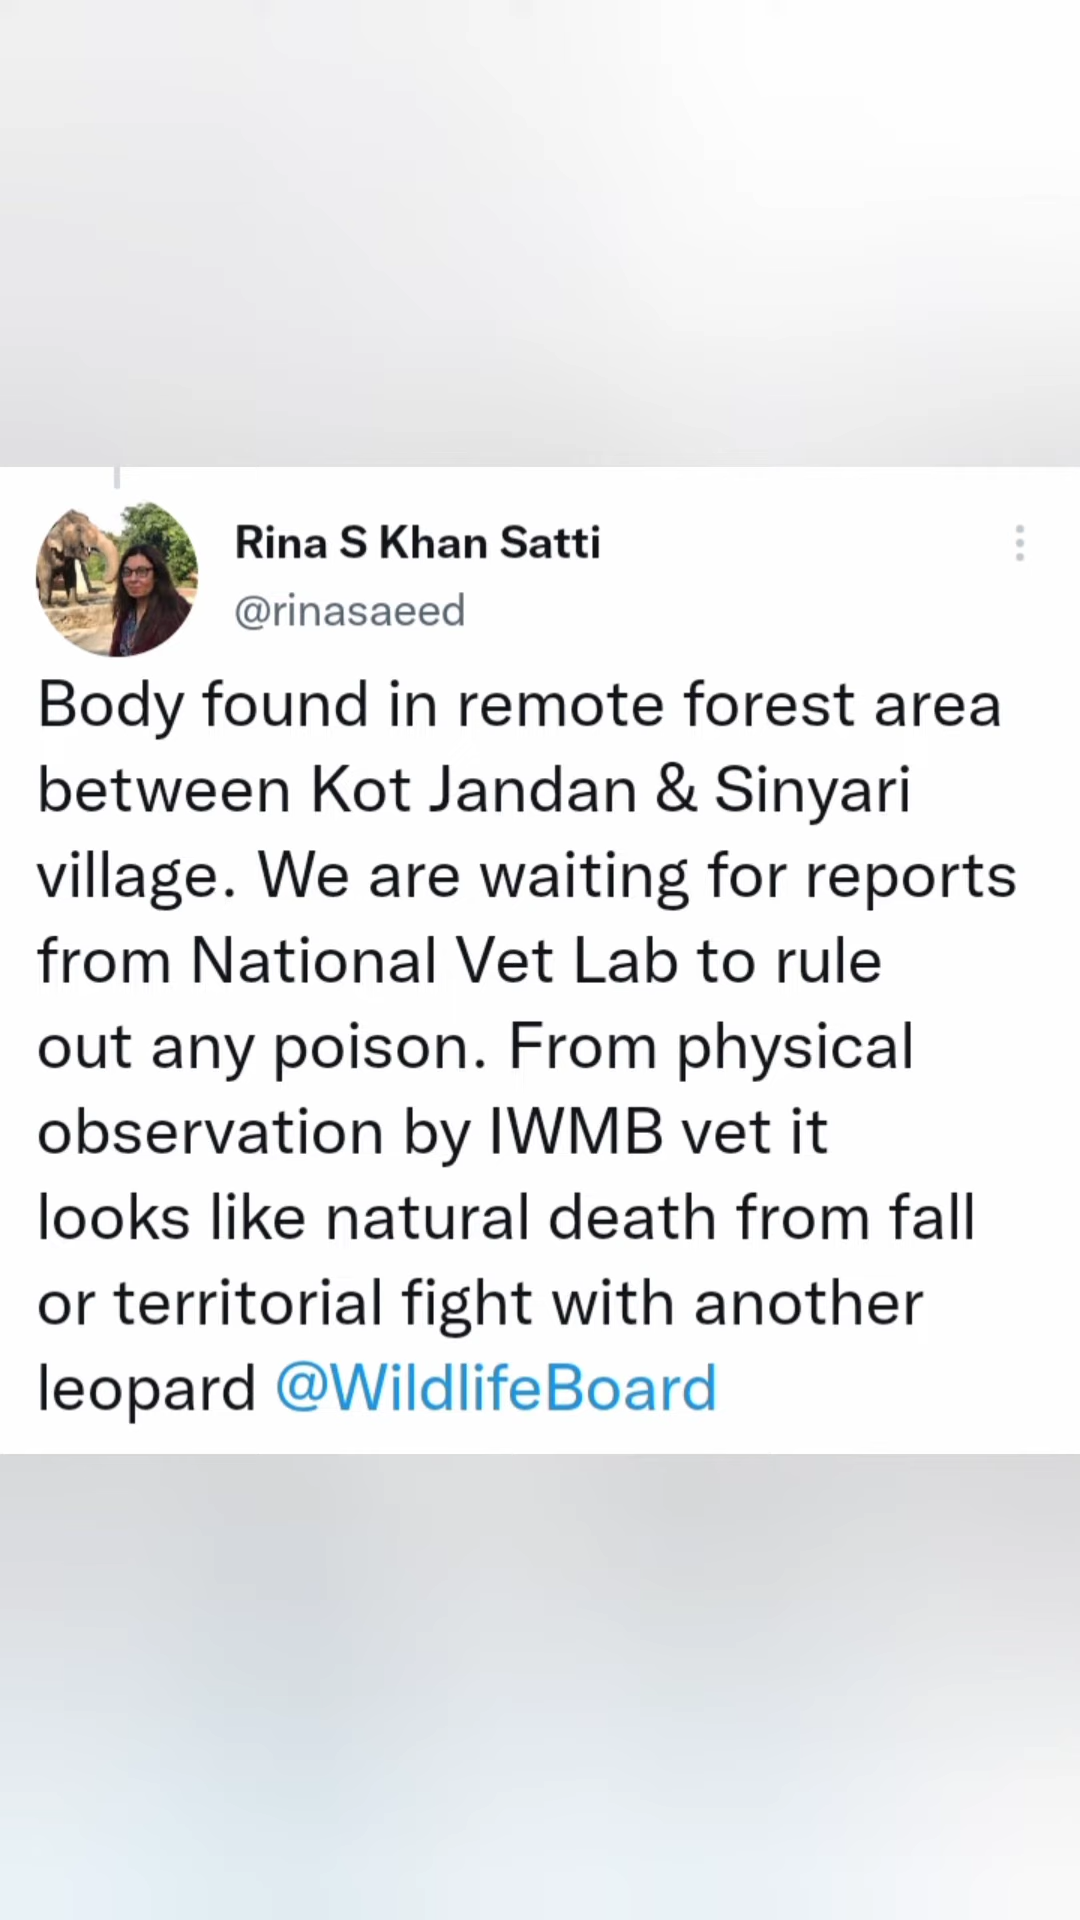 Rina S Khan Satti
@rinasaeed
Body found in remote forest area
between Kot Jandan & Sinyari
village. We are waiting for reports
from National Vet Lab to rule
out any poison. From physical
observation by IWMB vet it
looks like natural death from fall
or territorial fight with another
leopard @WildlifeBoard